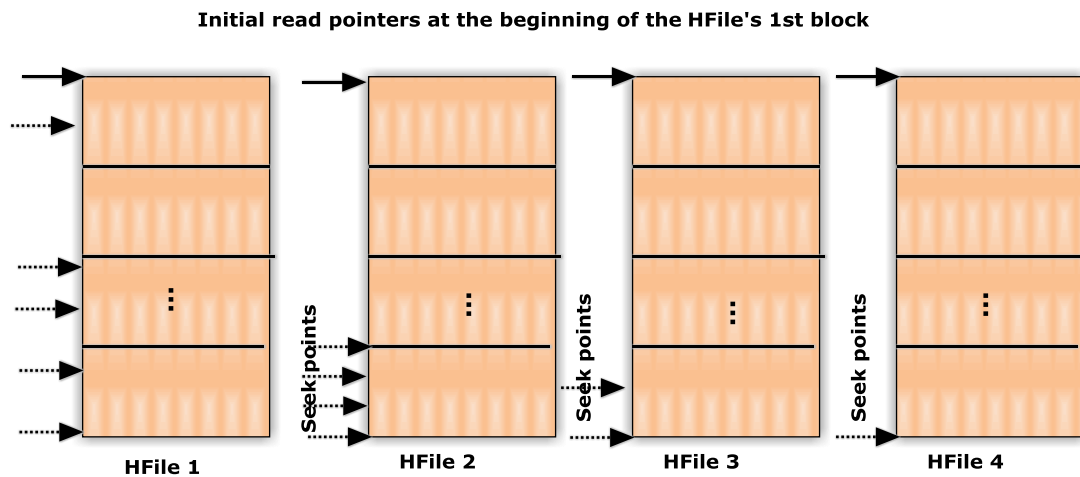 Initial read pointers at the beginning of the HFile's 1st block
Seek points
Seek points
Seek points
HFile 1
HFile 2
HFile 3
HFile 4